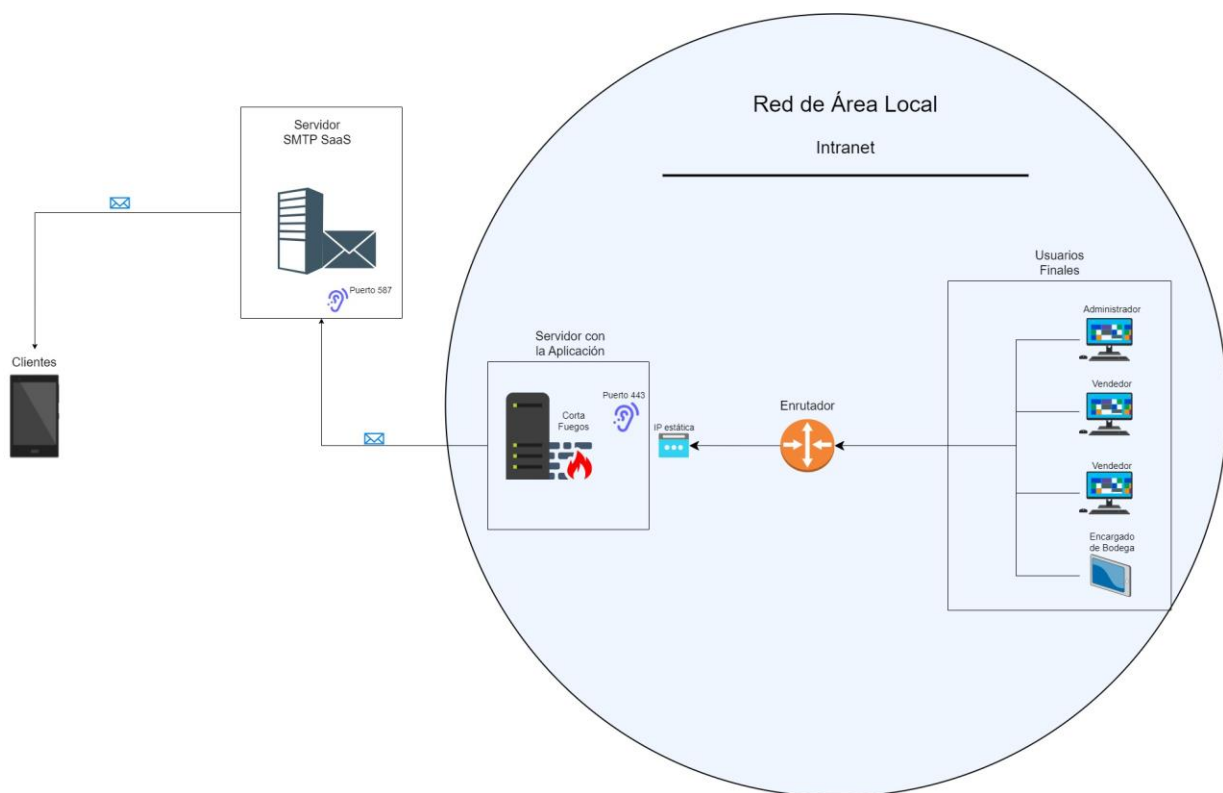 Red de Área Local
Intranet
Servidor
SMTP SaaS
Puerto 587
Clientes
Usuarios
Finales
Administrador
Vendedor
Vendedor
Encargado
de Bodega
Servidor con
la Aplicación
Puerto 443
Corta
Fuegos
IP estática
Enrutador